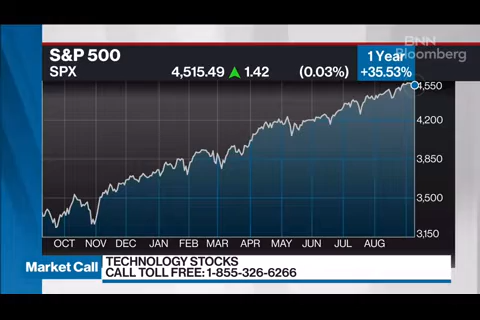 BNN
Bloomberg
S&P 500
1 Year
SPX 4,515.49 ▲ 1.42 (0.03%) +35.53%
4,550
4,200
3,850
3,500
3,150
OCT NOV DEC JAN FEB MAR APR MAY JUN JUL AUG
Market Call
TECHNOLOGY STOCKS
CALL TOLL FREE: 1-855-326-6266